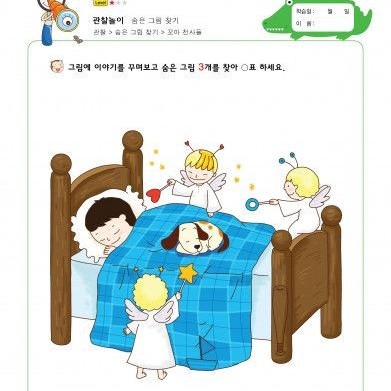 Level ★★★
관찰놀이 숨은 그림 찾기
관찰 > 숨은 그림 찾기 > 꼬마 천사들
학습일 : 월 일
이 름 :
그림에 이야기를 꾸며보고 숨은 그림 3개를 찾아 ○표 하세요.